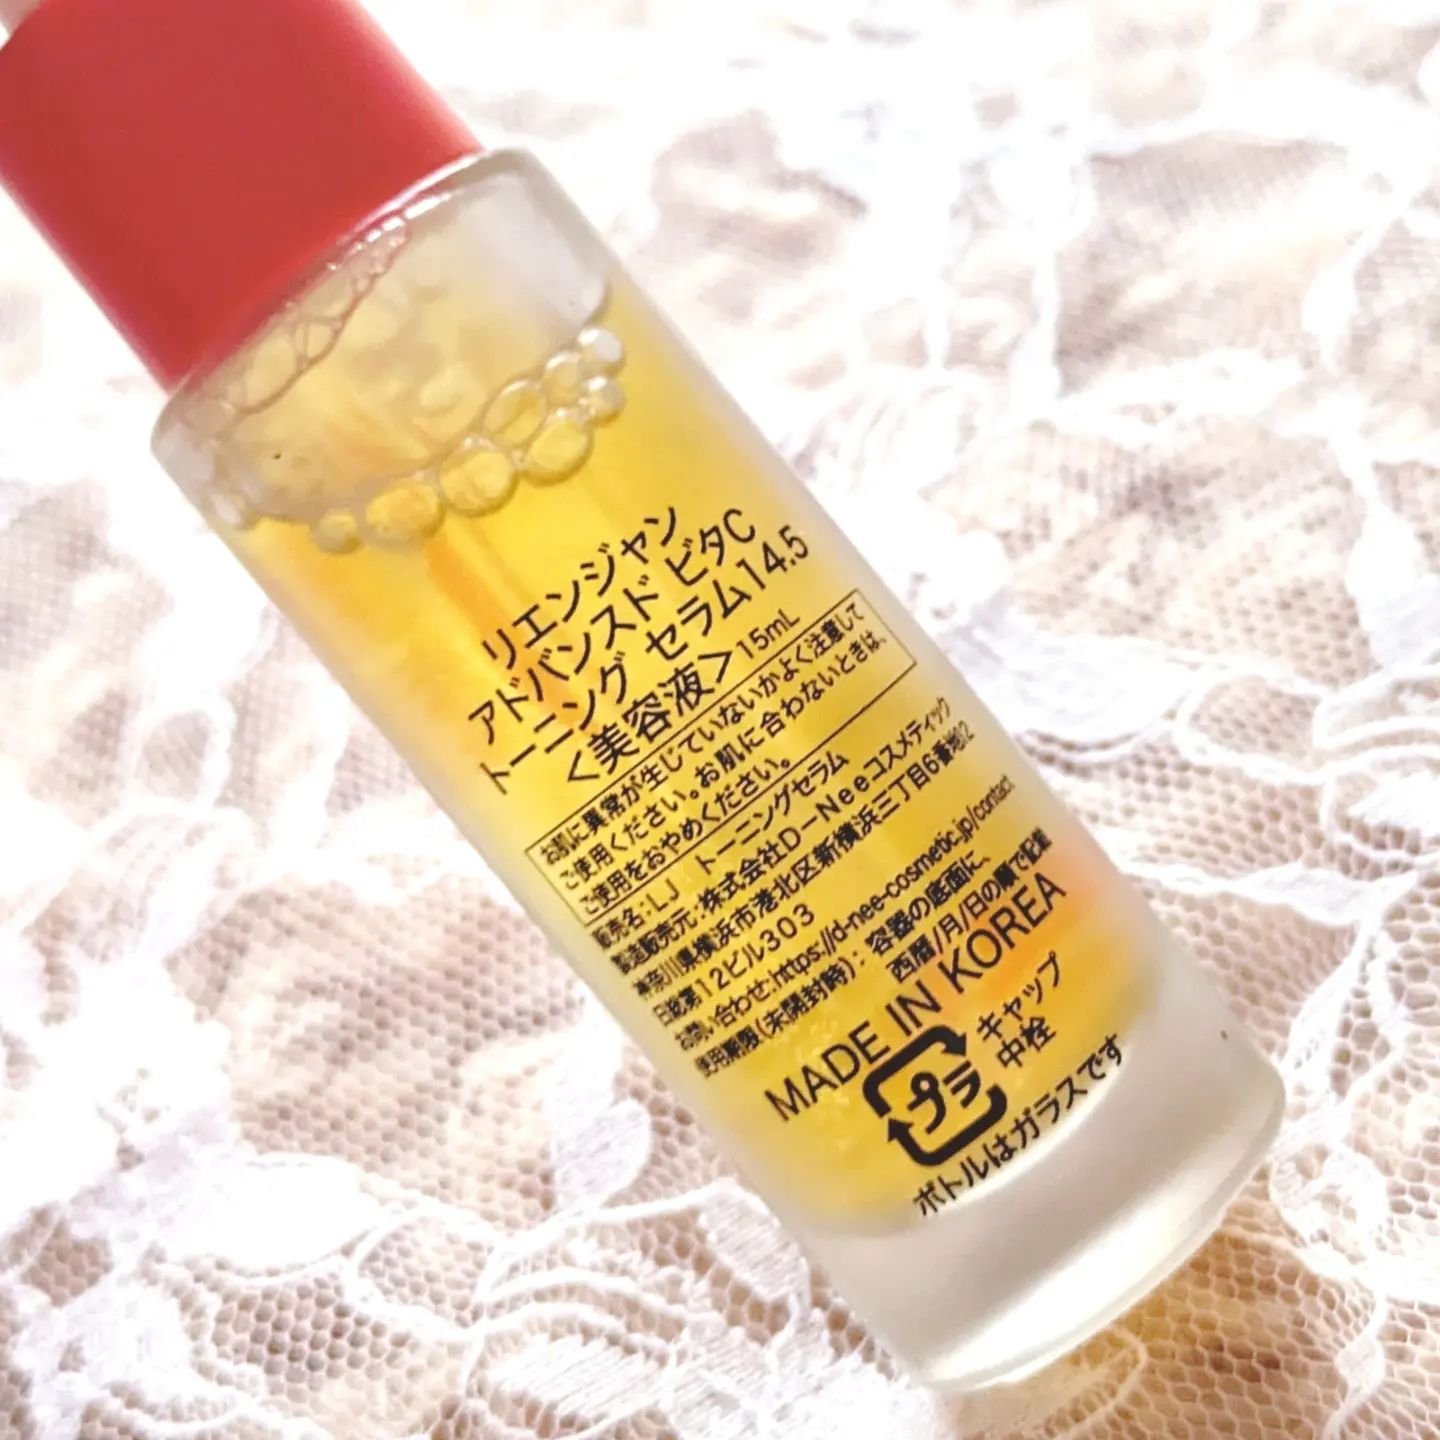 リエンジャン
アドバンスド ビタC
トーニング セラム14.5
<美容液> 15mL
お肌に異常が生じていないかよく注意して
ご使用ください。お肌に合わないときは、
ご使用をおやめください。
販売名:LJ トーニングセラム
製造販売元:株式会社D-Neeコスメティック
神奈川県横浜市港北区新横浜三丁目6番地12
日総第12ビル303
お問い合わせ:https://d-nee-cosmetic.jp/contact
使用期限(未開封時):容器の底面に、
西暦/月/日の順で記載
MADE IN KOREA
プラ
キャップ
中栓
ボトルはガラスです